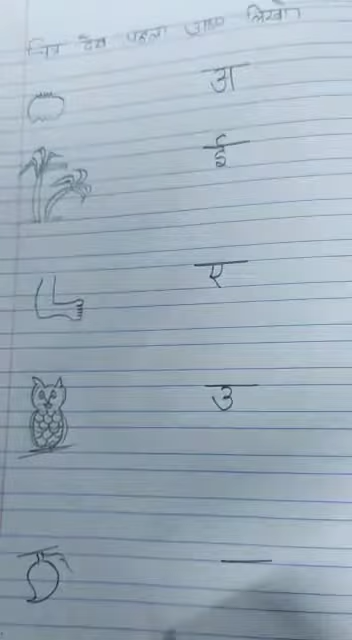 चित्र देख पहला अक्षर लिखो।
अ
ई
ए
उ